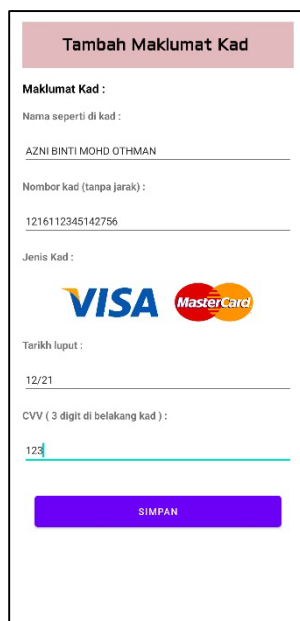 Tambah Maklumat Kad
Maklumat Kad :
Nama seperti di kad :
AZNI BINTI MOHD OTHMAN
Nombor kad (tanpa jarak) :
1216112345142756
Jenis Kad :
VISA MasterCard
Tarikh luput :
12/21
CVV ( 3 digit di belakang kad ) :
123
SIMPAN